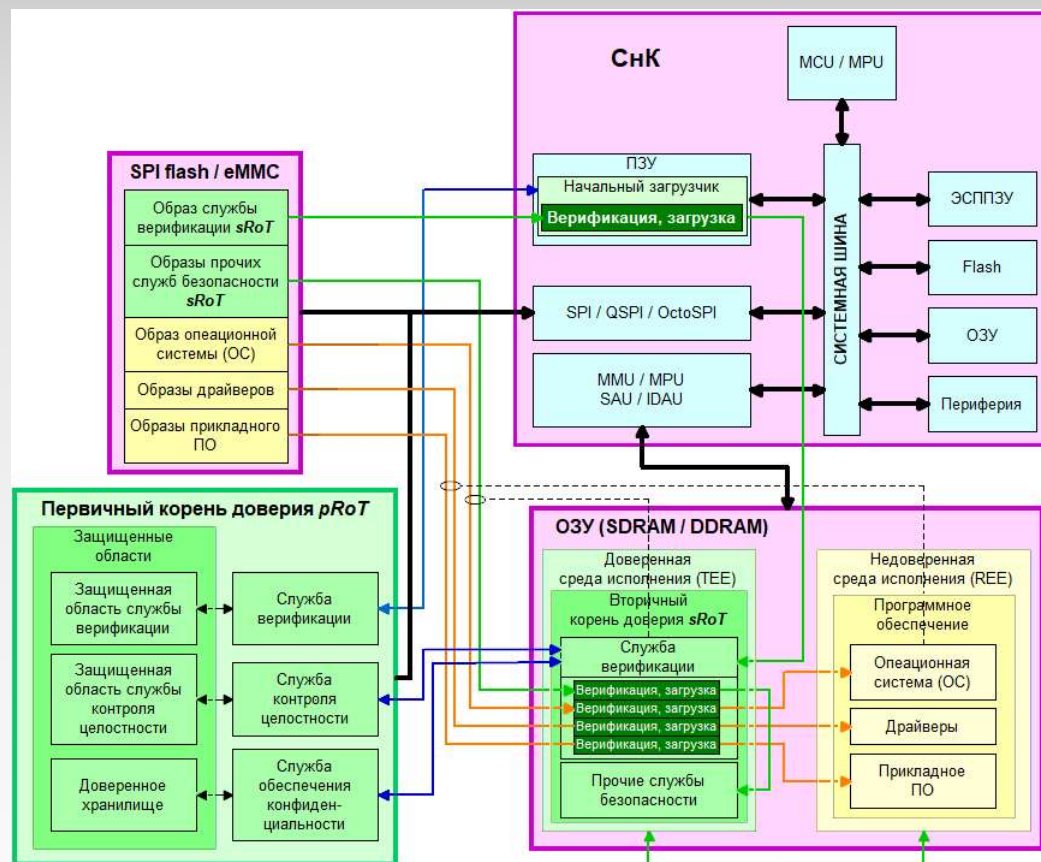 СнК
MCU / MPU
ПЗУ
Начальный загрузчик
Верификация, загрузка
SPI / QSPI / OctoSPI
MMU / MPU
SAU / IDAU
СИСТЕМНАЯ ШИНА
ЭСППЗУ
Flash
ОЗУ
Периферия
SPI flash / eMMC
Образ службы
верификации sRoT
Образы прочих
служб безопасности
sRoT
Образ опеационной
системы (ОС)
Образы драйверов
Образы прикладного
ПО
Первичный корень доверия pRoT
Защищенные
области
Защищенная
область службы
верификации
Служба
верификации
Защищенная
область службы
контроля
целостности
Служба
контроля
целостности
Доверенное
хранилище
Служба
обеспечения
конфиден-
циальности
ОЗУ (SDRAM / DDRAM)
Доверенная
среда исполнения (TEE)
Вторичный
корень доверия sRoT
Служба
верификации
Верификация, загрузка
Верификация, загрузка
Верификация, загрузка
Верификация, загрузка
Прочие службы
безопасности
Недоверенная
среда исполнения (REE)
Программное
обеспечение
Опеационная
система (ОС)
Драйверы
Прикладное
ПО